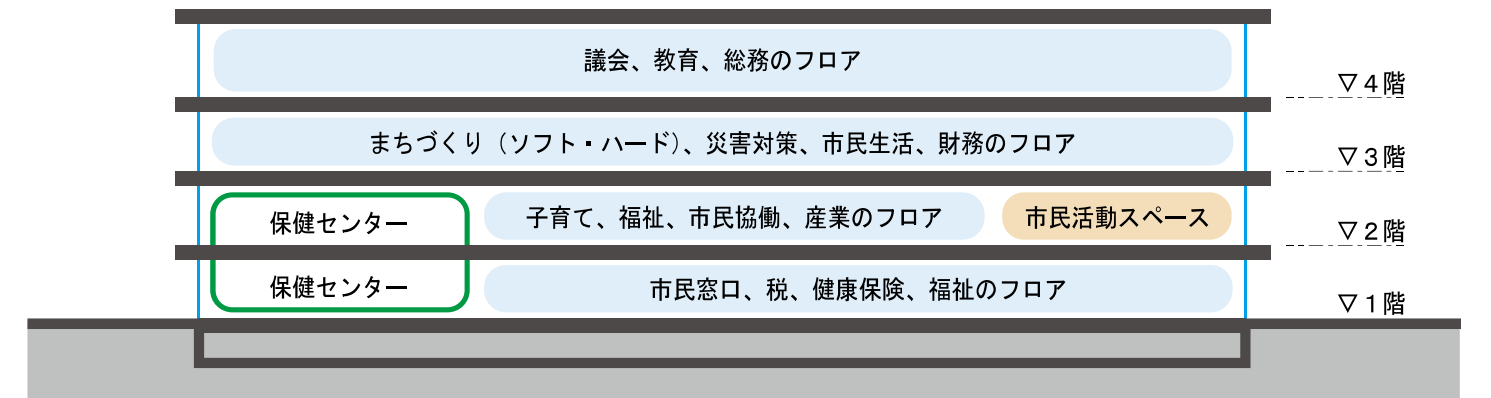 議会、教育、総務のフロア
▽4階
まちづくり（ソフト・ハード）、災害対策、市民生活、財務のフロア
▽3階
保健センター
子育て、福祉、市民協働、産業のフロア
市民活動スペース
▽2階
保健センター
市民窓口、税、健康保険、福祉のフロア
▽1階